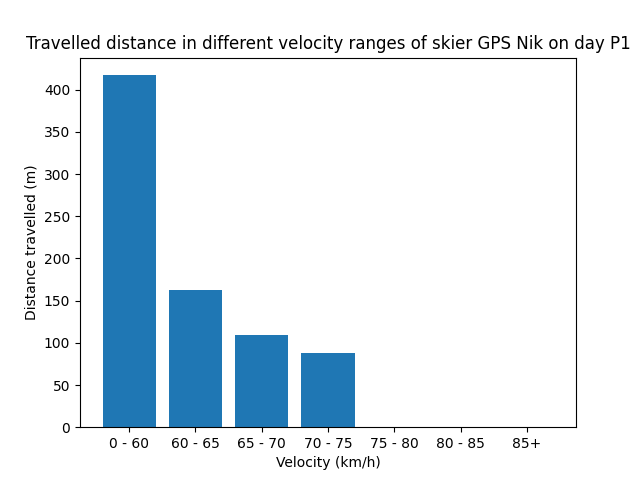 Travelled distance in different velocity ranges of skier GPS Nik on day P1
400
350
300
250
200
150
100
50
0
Distance travelled (m)
0 - 60 60 - 65 65 - 70 70 - 75 75 - 80 80 - 85 85+
Velocity (km/h)